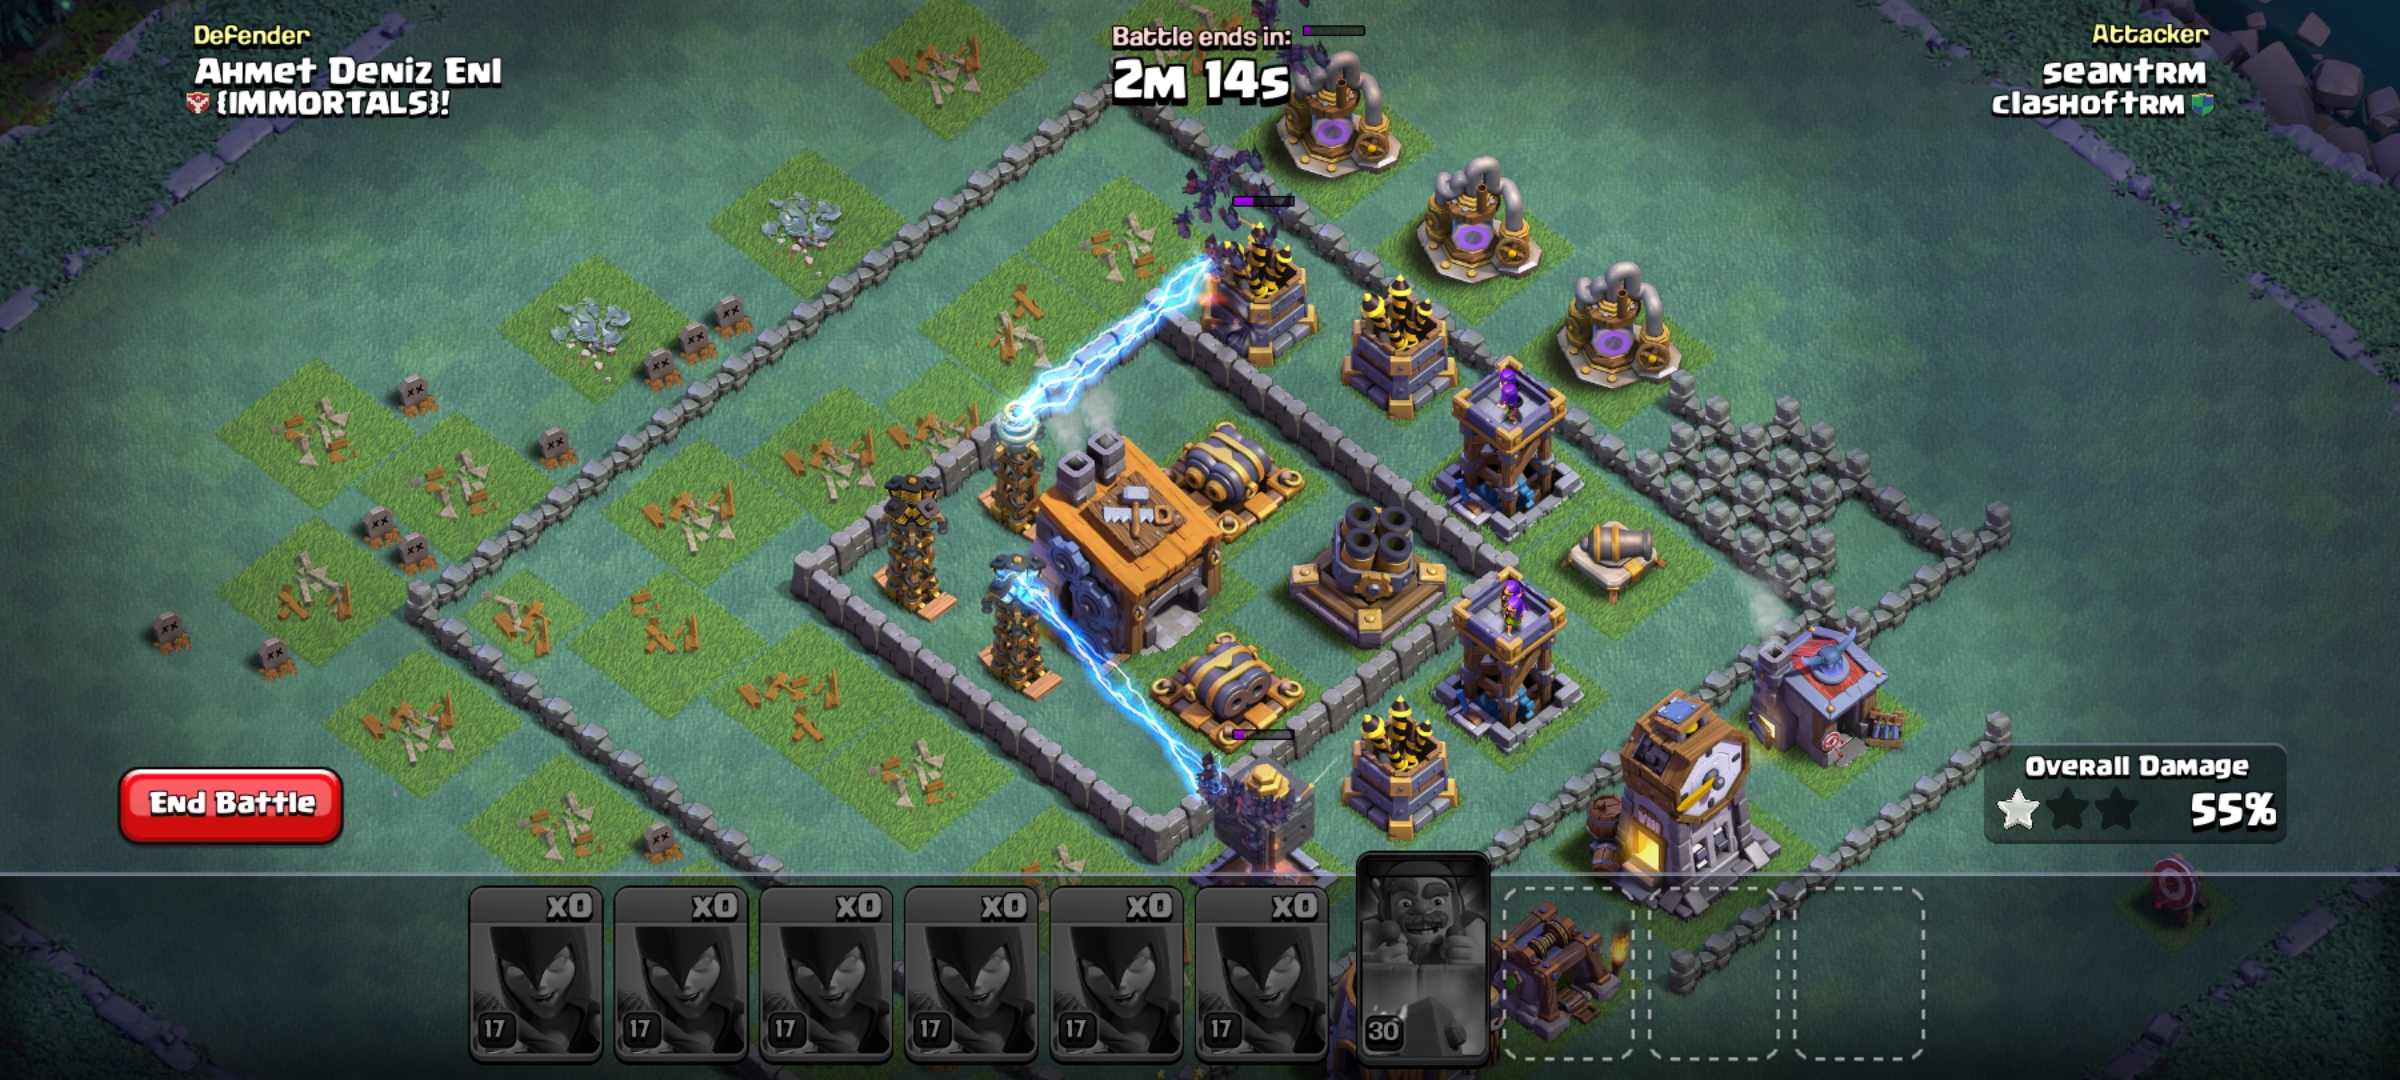 Defender
Ahmet Deniz Enl
{IMMORTALS}!
Battle ends in:
2M 14s
Attacker
seantRM
clashoftRM
End Battle
Overall Damage
55%
x0 x0 x0 x0 x0 x0
17 17 17 17 17 17 30